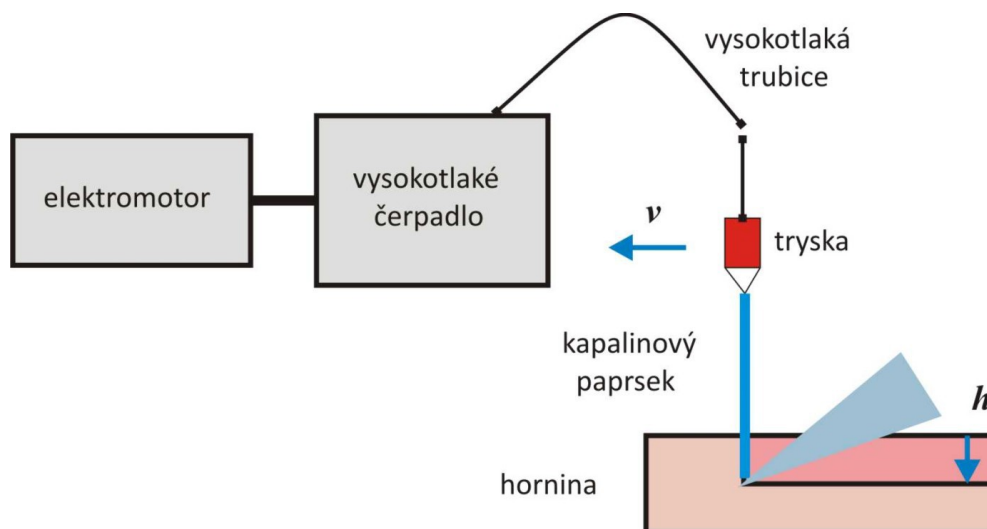 vysokotlaká
trubice
elektromotor
vysokotlaké
čerpadlo
v
tryska
kapalinový
paprsek
h
hornina